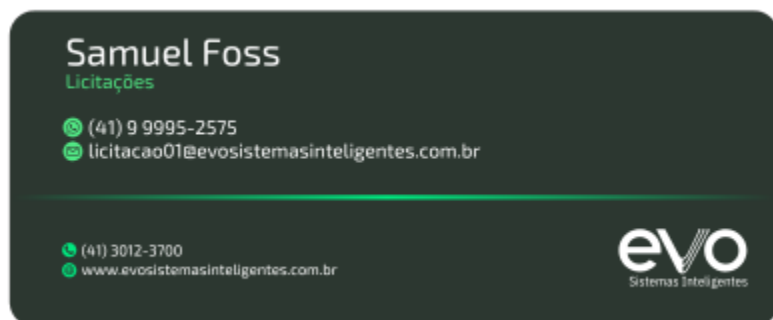 Samuel Foss
Licitações
(41) 9 9995-2575
licitacao01@evosistemasinteligentes.com.br
(41) 3012-3700
www.evosistemasinteligentes.com.br
evo
Sistemas Inteligentes